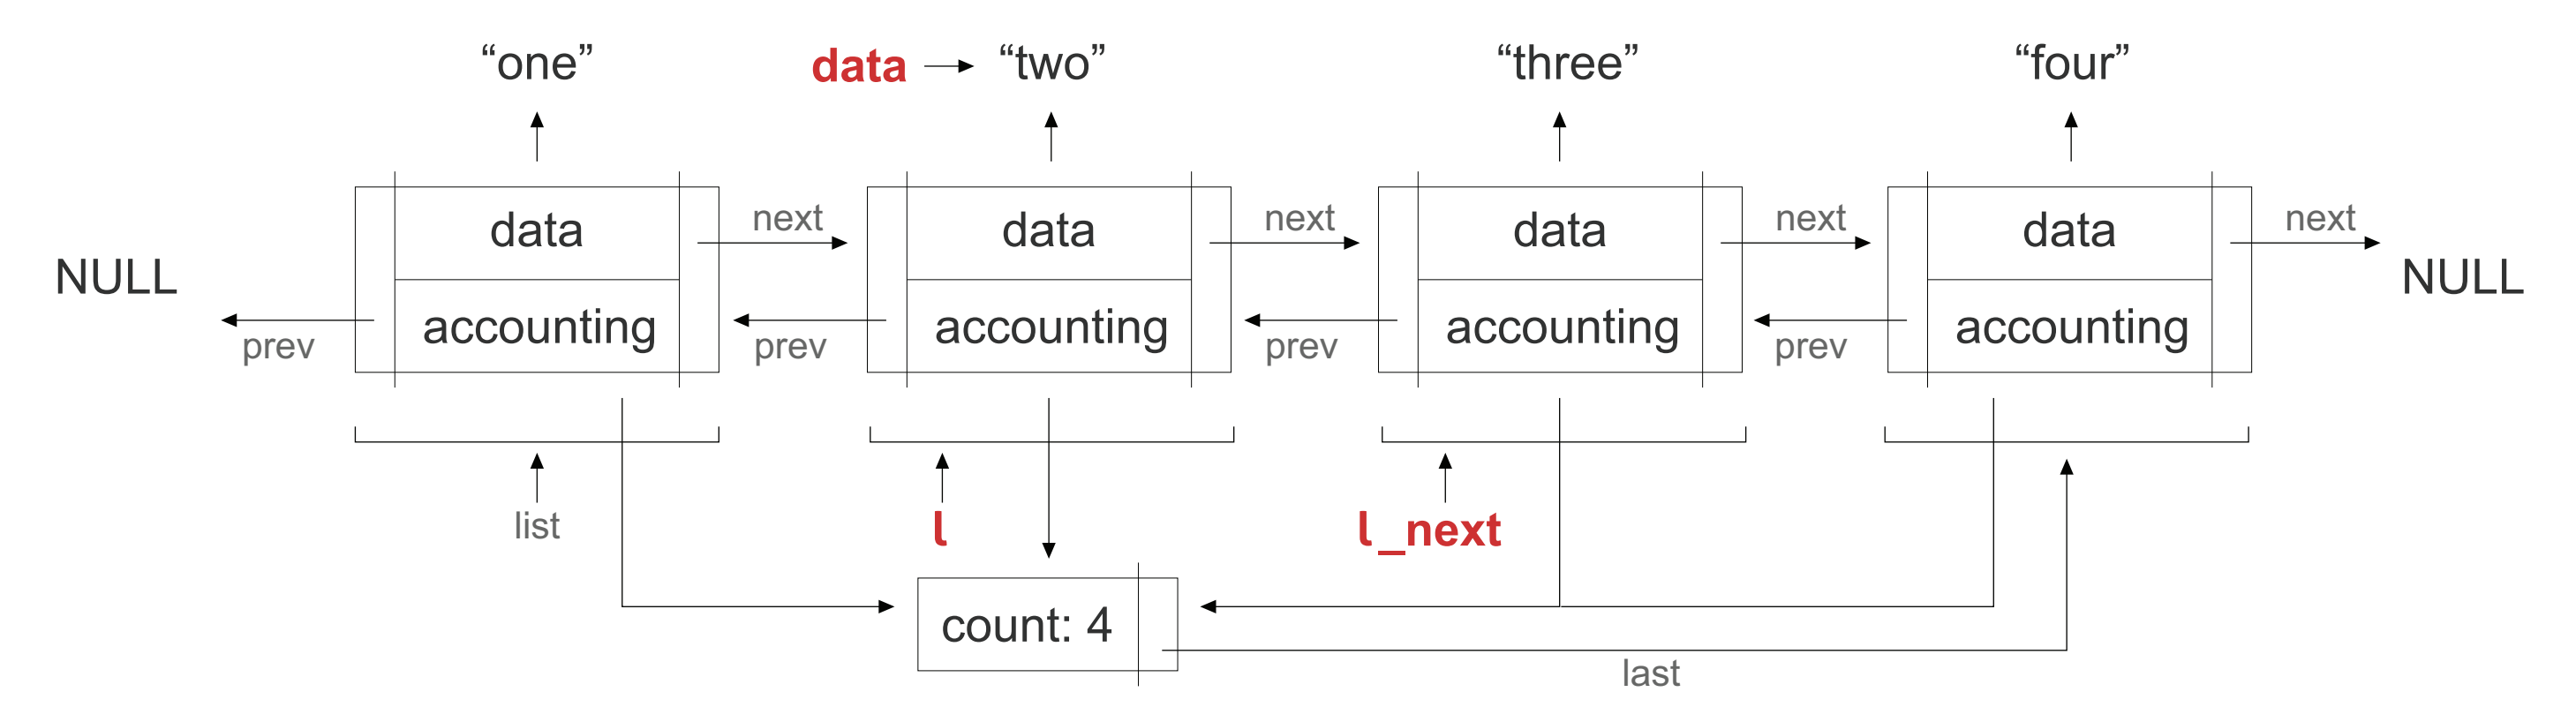 “one” data “two” “three” “four”
data next data next data next data next
NULL NULL
accounting accounting accounting accounting
prev prev prev prev
list l l_next
count: 4
last